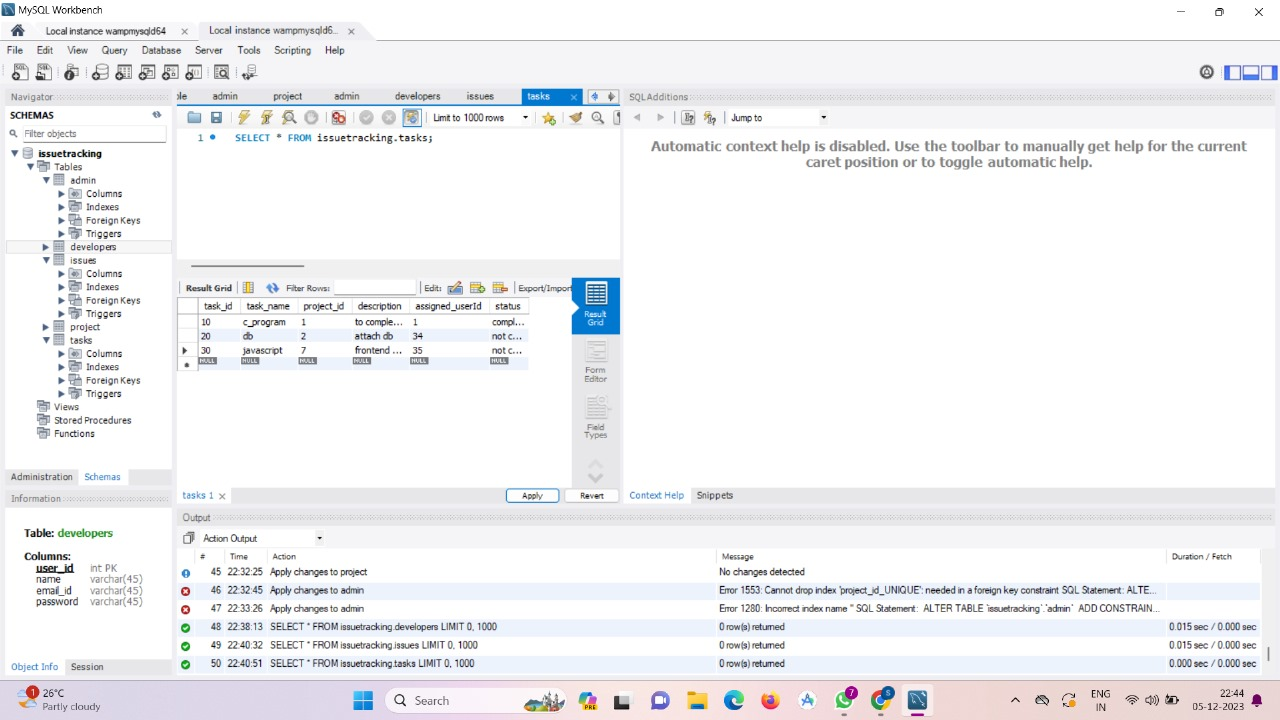 MySQL Workbench
Local instance wampmysqld64 Local instance wampmysqld6...
File Edit View Query Database Server Tools Scripting Help
Navigator
SCHEMAS
Filter objects
issuetracking
Tables
admin
Columns
Indexes
Foreign Keys
Triggers
developers
issues
Columns
Indexes
Foreign Keys
Triggers
project
tasks
Columns
Indexes
Foreign Keys
Triggers
Views
Stored Procedures
Functions
Administration Schemas
Information
Table: developers
Columns:
user_id int PK
name varchar(45)
email_id varchar(45)
password varchar(45)
Object Info Session
ple admin project admin developers issues tasks
Limit to 1000 rows
1 SELECT * FROM issuetracking.tasks;
Result Grid Filter Rows: Edit: Export/Import
task_id task_name project_id description assigned_userId status
10 c_program 1 to comple... 1 compl...
20 db 2 attach db 34 not c...
30 javascript 7 frontend ... 35 not c...
NULL NULL NULL NULL NULL NULL
Result Grid
Form Editor
Field Types
tasks 1 Apply Revert
SQLAdditions
Jump to
Automatic context help is disabled. Use the toolbar to manually get help for the current
caret position or to toggle automatic help.
Context Help Snippets
Output
Action Output
# Time Action Message Duration / Fetch
45 22:32:25 Apply changes to project No changes detected
46 22:32:45 Apply changes to admin Error 1553: Cannot drop index 'project_id_UNIQUE': needed in a foreign key constraint SQL Statement: ALTE...
47 22:33:26 Apply changes to admin Error 1280: Incorrect index name '' SQL Statement: ALTER TABLE `issuetracking`.`admin` ADD CONSTRAIN...
48 22:38:13 SELECT * FROM issuetracking.developers LIMIT 0, 1000 0 row(s) returned 0.015 sec / 0.000 sec
49 22:40:32 SELECT * FROM issuetracking.issues LIMIT 0, 1000 0 row(s) returned 0.015 sec / 0.000 sec
50 22:40:51 SELECT * FROM issuetracking.tasks LIMIT 0, 1000 0 row(s) returned 0.000 sec / 0.000 sec
1 26°C
Partly cloudy
Search
PRE
7
S
ENG
IN
22:44
05-12-2023